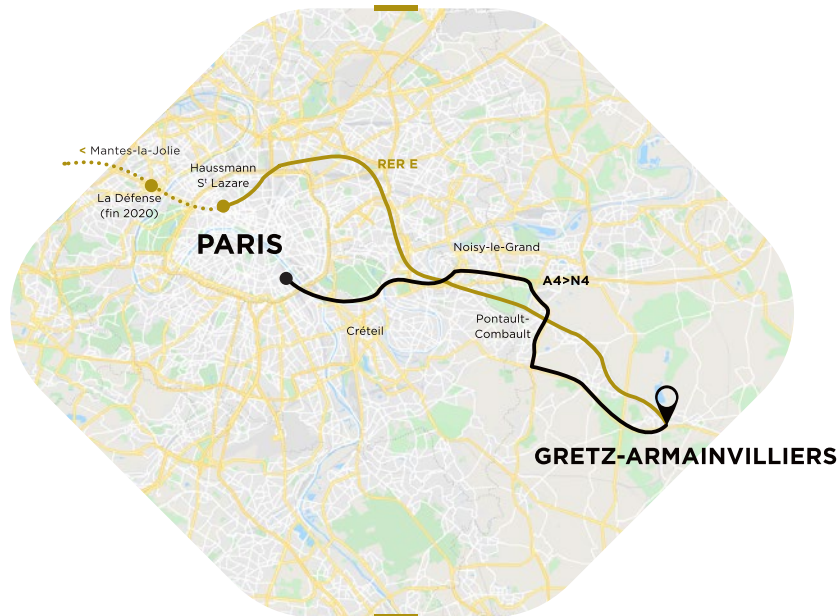 < Mantes-la-Jolie
Haussmann
Sᵗ Lazare
RER E
La Défense
(fin 2020)
PARIS
Noisy-le-Grand
A4>N4
Pontault-
Combault
Créteil
GRETZ-ARMAINVILLIERS